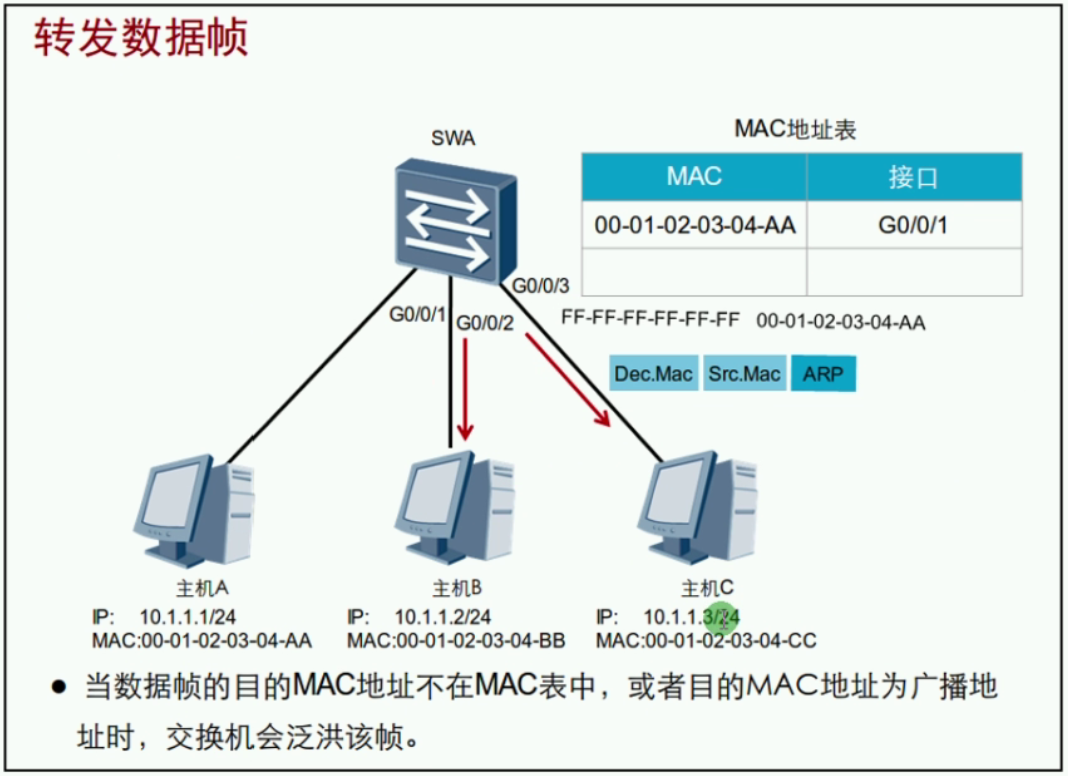 转发数据帧
SWA
MAC地址表
MAC 接口
00-01-02-03-04-AA G0/0/1
G0/0/3
G0/0/1
G0/0/2
FF-FF-FF-FF-FF-FF 00-01-02-03-04-AA
Dec.Mac Src.Mac ARP
主机A
IP: 10.1.1.1/24
MAC:00-01-02-03-04-AA
主机B
IP: 10.1.1.2/24
MAC:00-01-02-03-04-BB
主机C
IP: 10.1.1.3/24
MAC:00-01-02-03-04-CC
● 当数据帧的目的MAC地址不在MAC表中，或者目的MAC地址为广播地
址时，交换机会泛洪该帧。